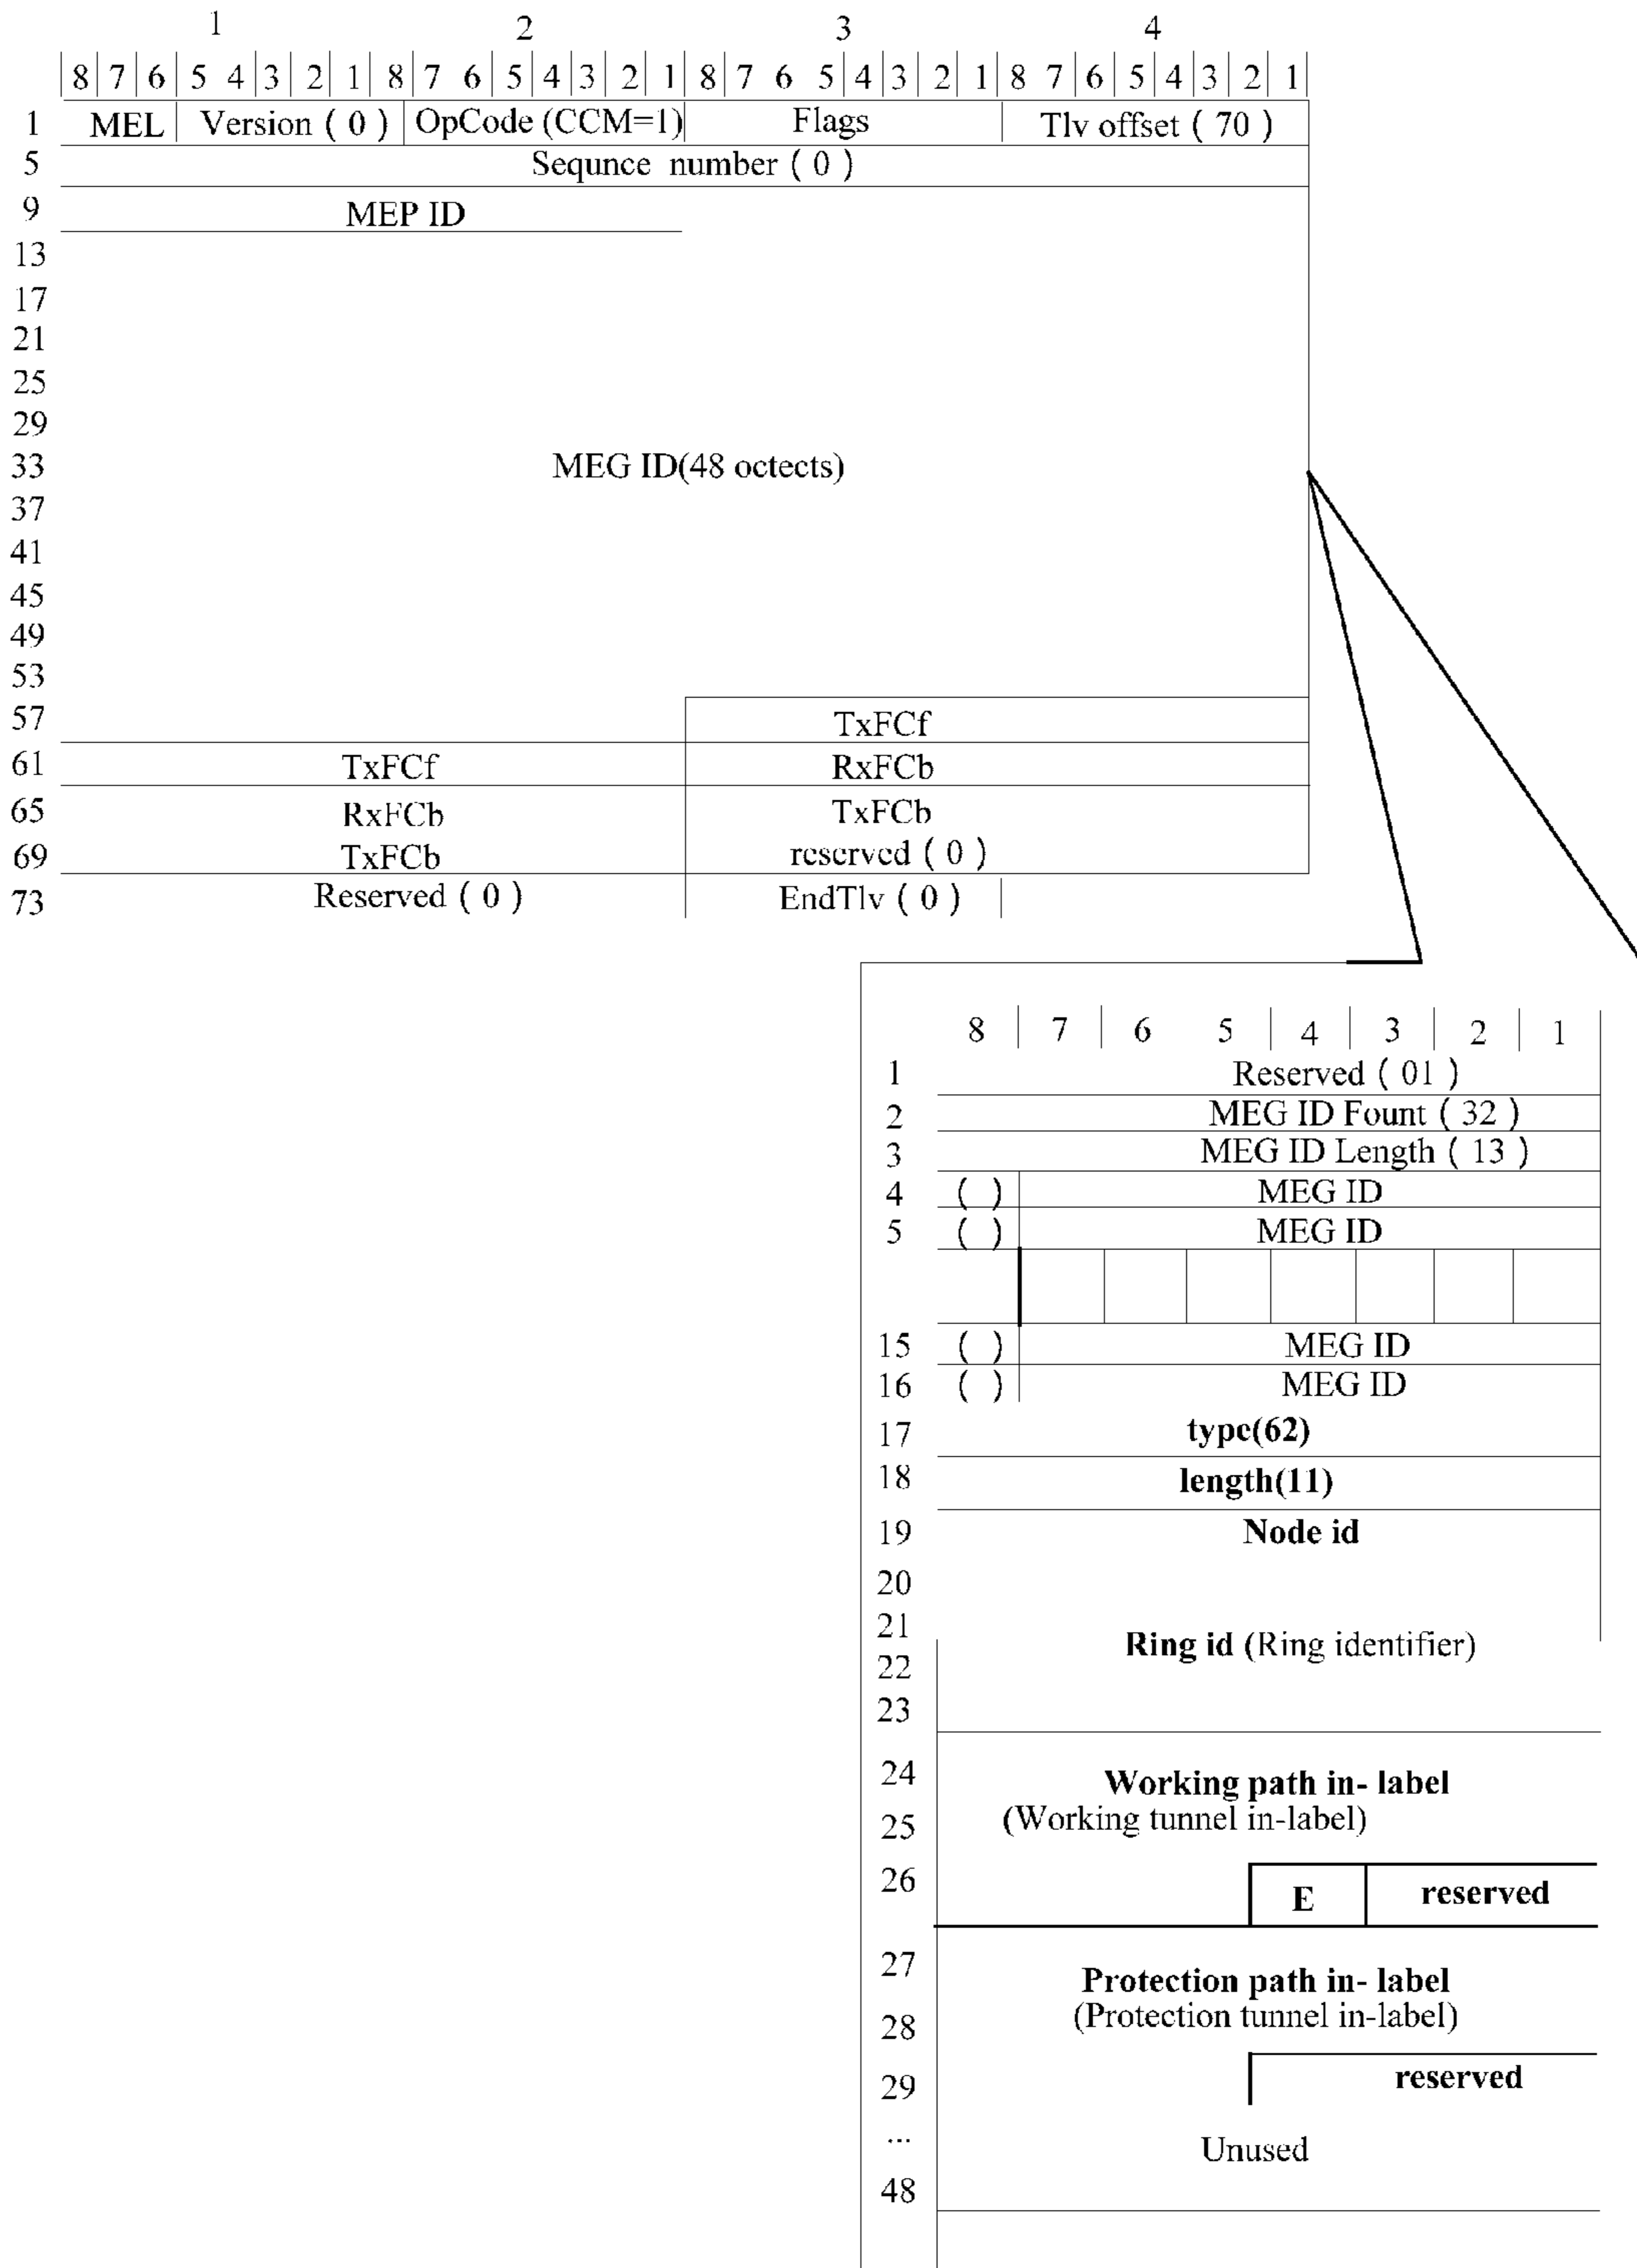 1 2 3 4
8 7 6 5 4 3 2 1 8 7 6 5 4 3 2 1 8 7 6 5 4 3 2 1 8 7 6 5 4 3 2 1
1 MEL Version ( 0 ) OpCode (CCM=1) Flags Tlv offset ( 70 )
5 Sequnce number ( 0 )
9 MEP ID
13
17
21
25
29
33 MEG ID(48 octects)
37
41
45
49
53
57 TxFCf
61 TxFCf RxFCb
65 RxFCb TxFCb
69 TxFCb reserved ( 0 )
73 Reserved ( 0 ) EndTlv ( 0 )
8 7 6 5 4 3 2 1
1 Reserved ( 01 )
2 MEG ID Fount ( 32 )
3 MEG ID Length ( 13 )
4 ( ) MEG ID
5 ( ) MEG ID
15 ( ) MEG ID
16 ( ) MEG ID
17 type(62)
18 length(11)
19 Node id
20
21
Ring id (Ring identifier)
22
23
24 Working path in- label
25 (Working tunnel in-label)
26 E reserved
27 Protection path in- label
28 (Protection tunnel in-label)
29 reserved
... Unused
48